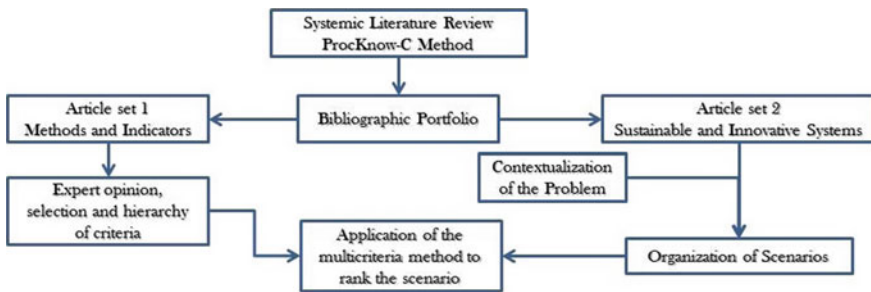 Systemic Literature Review
ProcKnow-C Method
Article set 1
Methods and Indicators
Bibliographic Portfolio
Article set 2
Sustainable and Innovative Systems
Contextualization
of the Problem
Expert opinion,
selection and hierarchy
of criteria
Application of the
multicriteria method to
rank the scenario
Organization of Scenarios